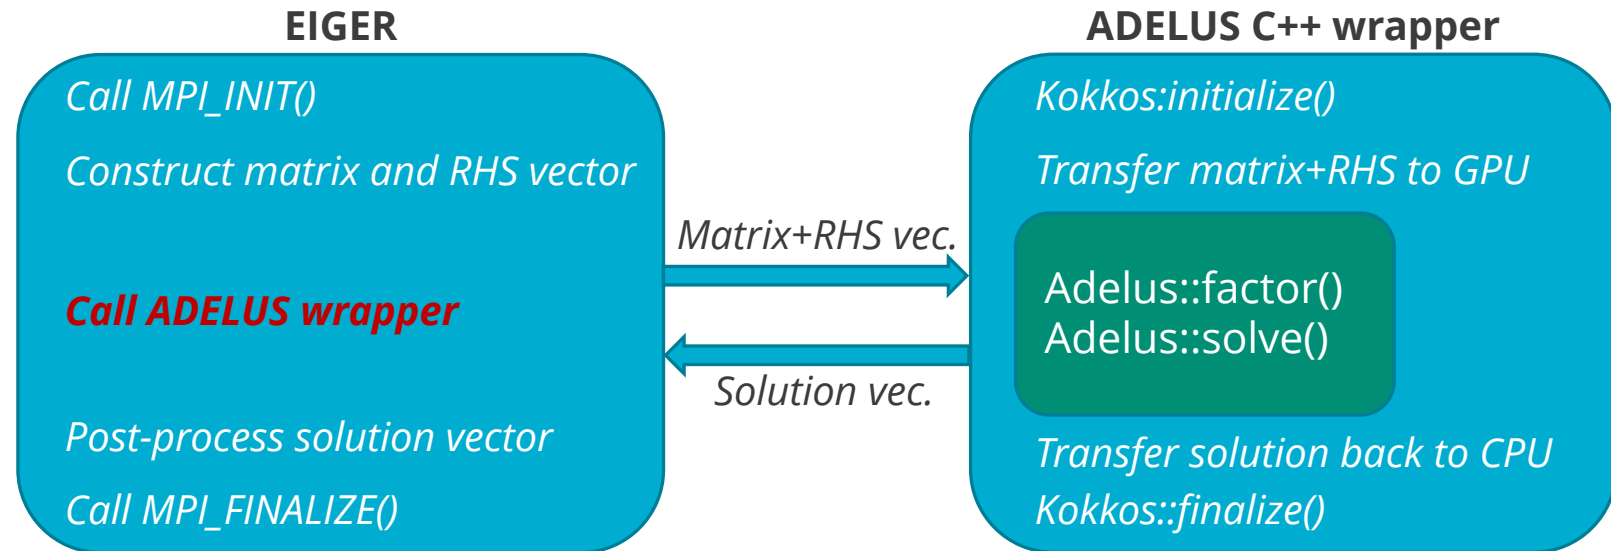 EIGER
Call MPI_INIT()
Construct matrix and RHS vector
Call ADELUS wrapper
Post-process solution vector
Call MPI_FINALIZE()
Matrix+RHS vec.
Solution vec.
ADELUS C++ wrapper
Kokkos:initialize()
Transfer matrix+RHS to GPU
Adelus::factor()
Adelus::solve()
Transfer solution back to CPU
Kokkos::finalize()